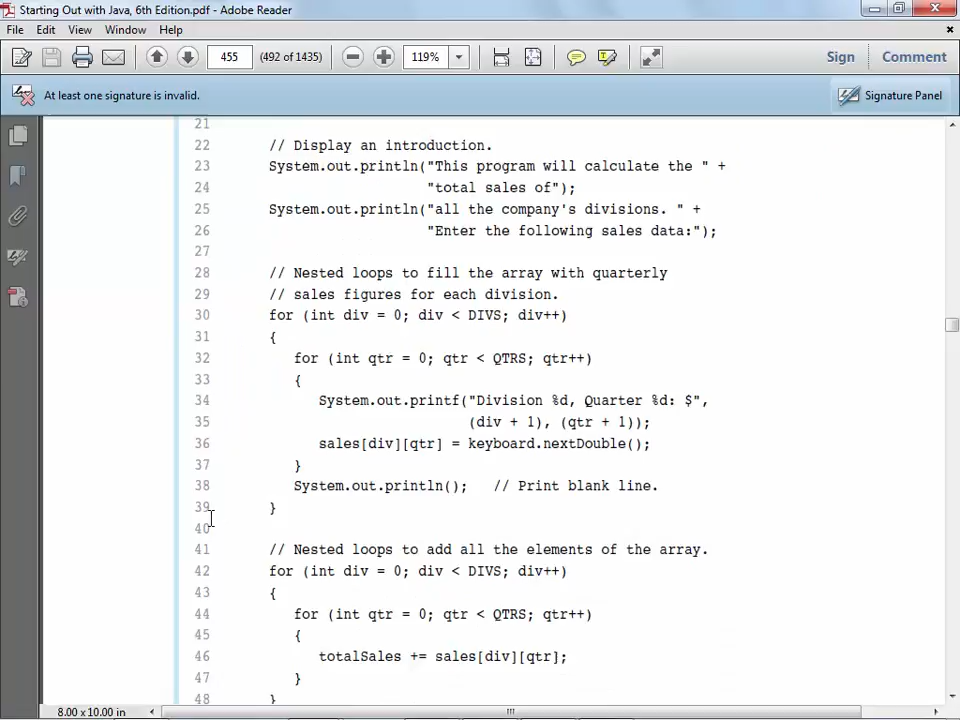 Starting Out with Java, 6th Edition.pdf - Adobe Reader
File Edit View Window Help
455 (492 of 1435) 119% Sign Comment
At least one signature is invalid. Signature Panel
21
22 // Display an introduction.
23 System.out.println("This program will calculate the " +
24 "total sales of");
25 System.out.println("all the company's divisions. " +
26 "Enter the following sales data:");
27
28 // Nested loops to fill the array with quarterly
29 // sales figures for each division.
30 for (int div = 0; div < DIVS; div++)
31 {
32 for (int qtr = 0; qtr < QTRS; qtr++)
33 {
34 System.out.printf("Division %d, Quarter %d: $",
35 (div + 1), (qtr + 1));
36 sales[div][qtr] = keyboard.nextDouble();
37 }
38 System.out.println(); // Print blank line.
39 }
40
41 // Nested loops to add all the elements of the array.
42 for (int div = 0; div < DIVS; div++)
43 {
44 for (int qtr = 0; qtr < QTRS; qtr++)
45 {
46 totalSales += sales[div][qtr];
47 }
48 }
8.00 x 10.00 in